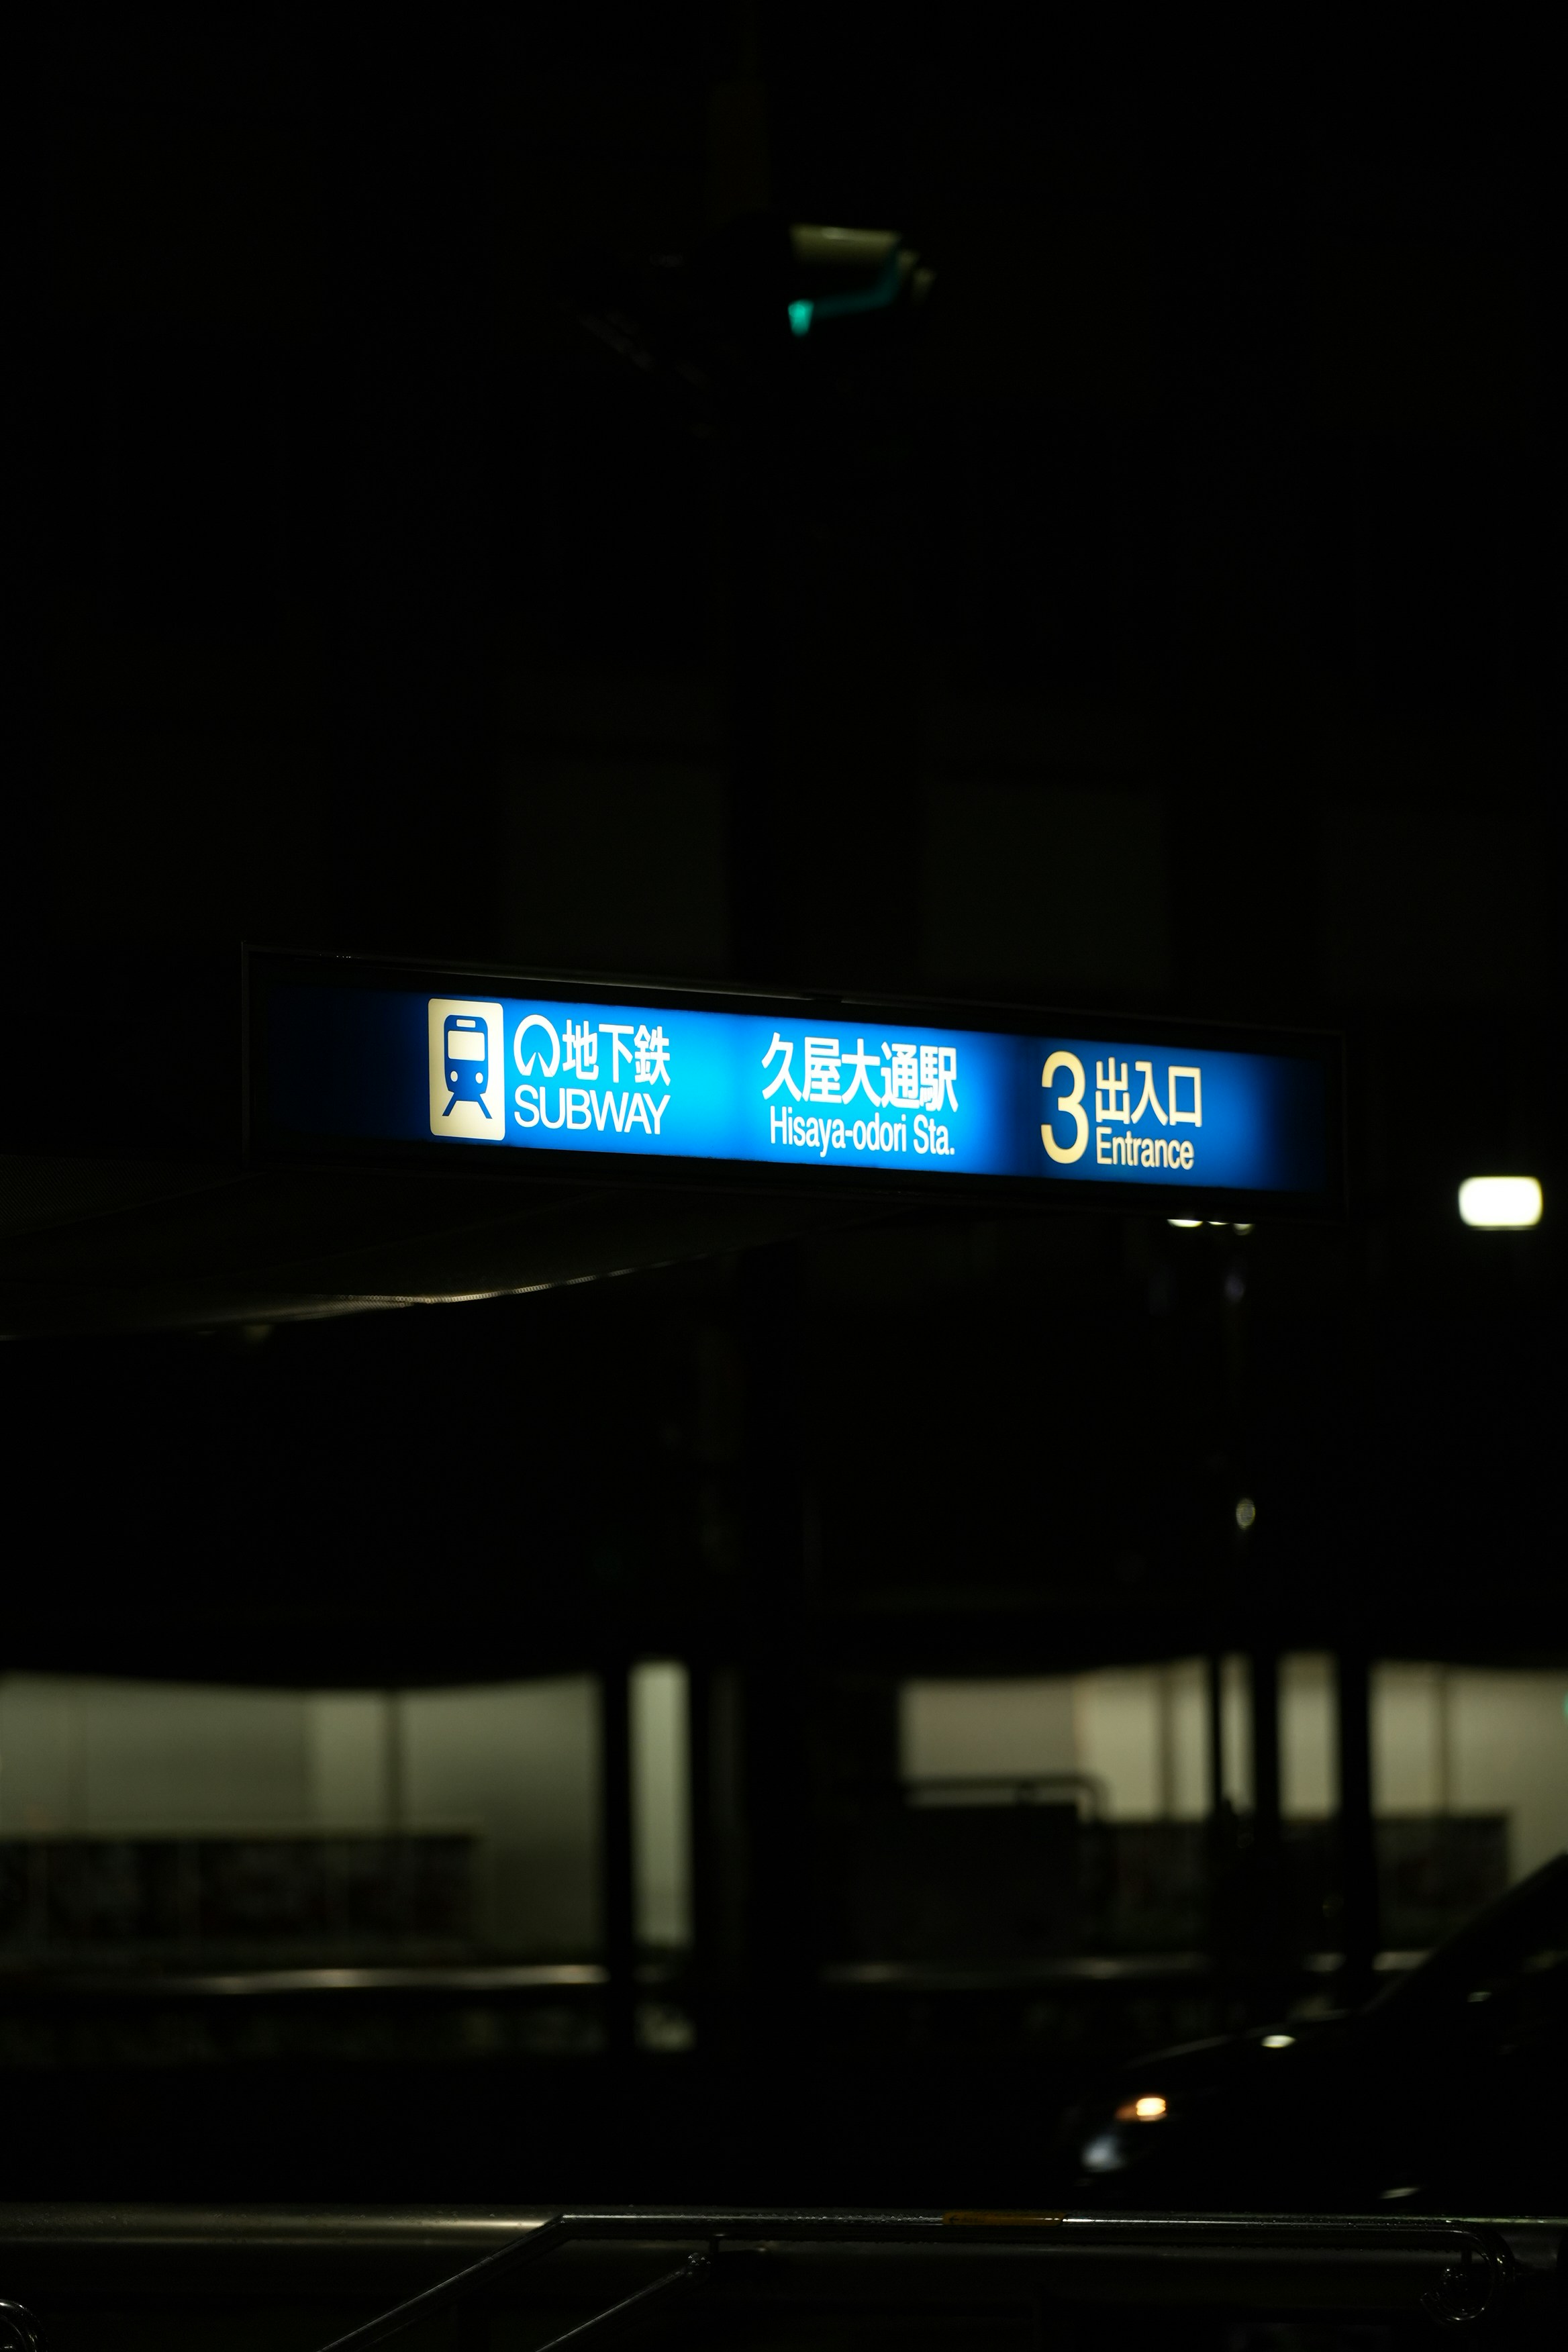 地下鉄
SUBWAY
久屋大通駅
Hisaya-odori Sta.
3 出入口
Entrance